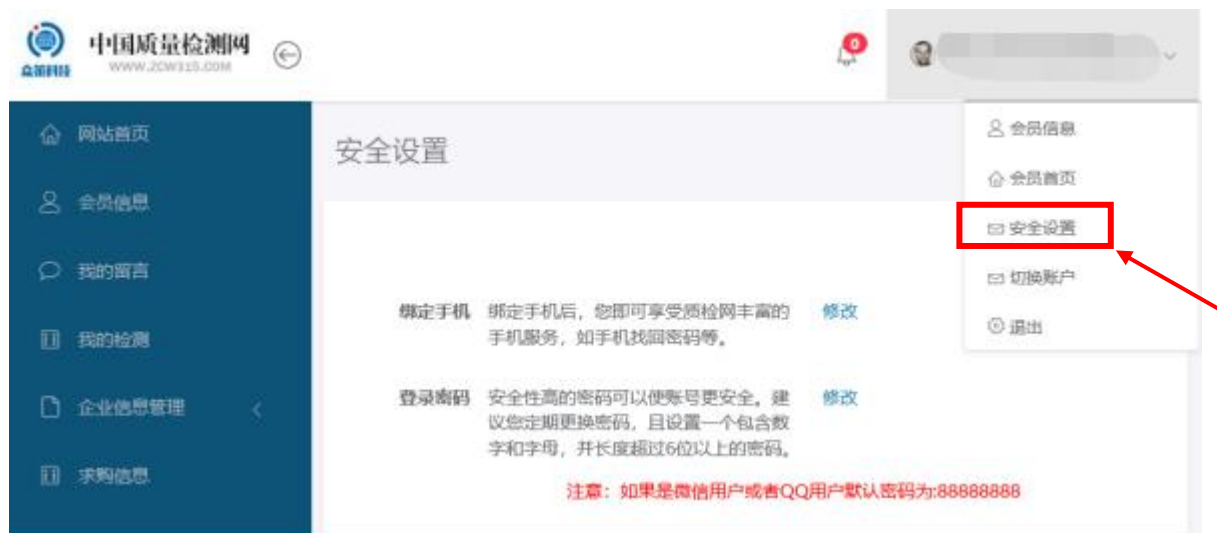 中国质量检测网
WWW.ZCW315.COM
众策科技
0
网站首页
会员信息
我的留言
我的检测
企业信息管理
求购信息
安全设置
绑定手机 绑定手机后，您即可享受质检网丰富的 修改
手机服务，如手机找回密码等。
登录密码 安全性高的密码可以使账号更安全。建 修改
议您定期更换密码，且设置一个包含数
字和字母，并长度超过6位以上的密码。
注意：如果是微信用户或者QQ用户默认密码为:88888888
会员信息
会员首页
安全设置
切换账户
退出